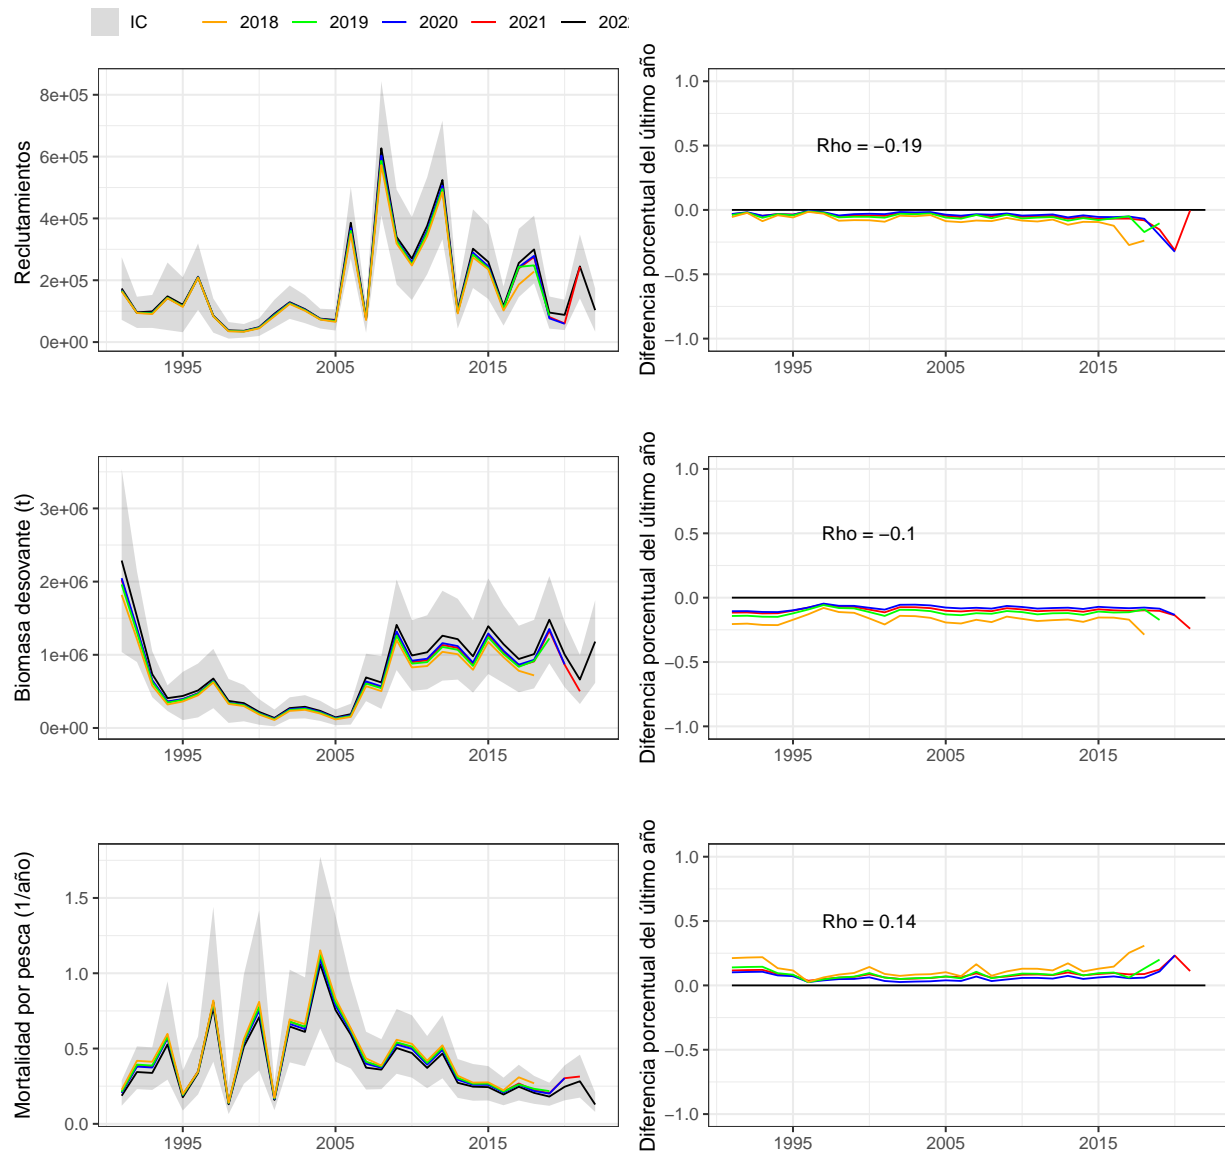 IC 2018 2019 2020 2021
Reclutamientos
8e+05
6e+05
4e+05
2e+05
0e+00
1995 2005 2015
Diferencia porcentual del último año
1.0
0.5
0.0
−0.5
−1.0
Rho = −0.19
1995 2005 2015
Biomasa desovante (t)
3e+06
2e+06
1e+06
0e+00
1995 2005 2015
Diferencia porcentual del último año
1.0
0.5
0.0
−0.5
−1.0
Rho = −0.1
1995 2005 2015
Mortalidad por pesca (1/año)
1.5
1.0
0.5
0.0
1995 2005 2015
Diferencia porcentual del último año
1.0
0.5
0.0
−0.5
−1.0
Rho = 0.14
1995 2005 2015